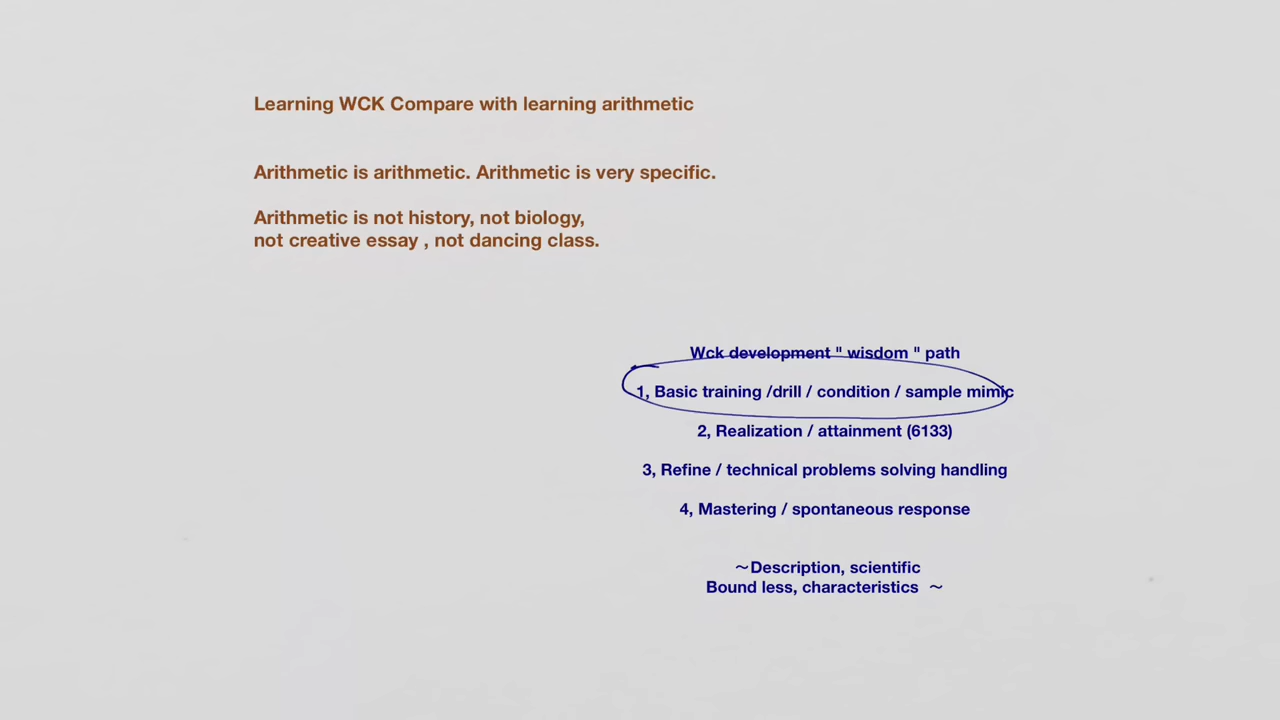 Learning WCK Compare with learning arithmetic
Arithmetic is arithmetic. Arithmetic is very specific.
Arithmetic is not history, not biology,
not creative essay , not dancing class.
Wck development " wisdom " path
1, Basic training /drill / condition / sample mimic
2, Realization / attainment (6133)
3, Refine / technical problems solving handling
4, Mastering / spontaneous response
～Description, scientific
Bound less, characteristics ～